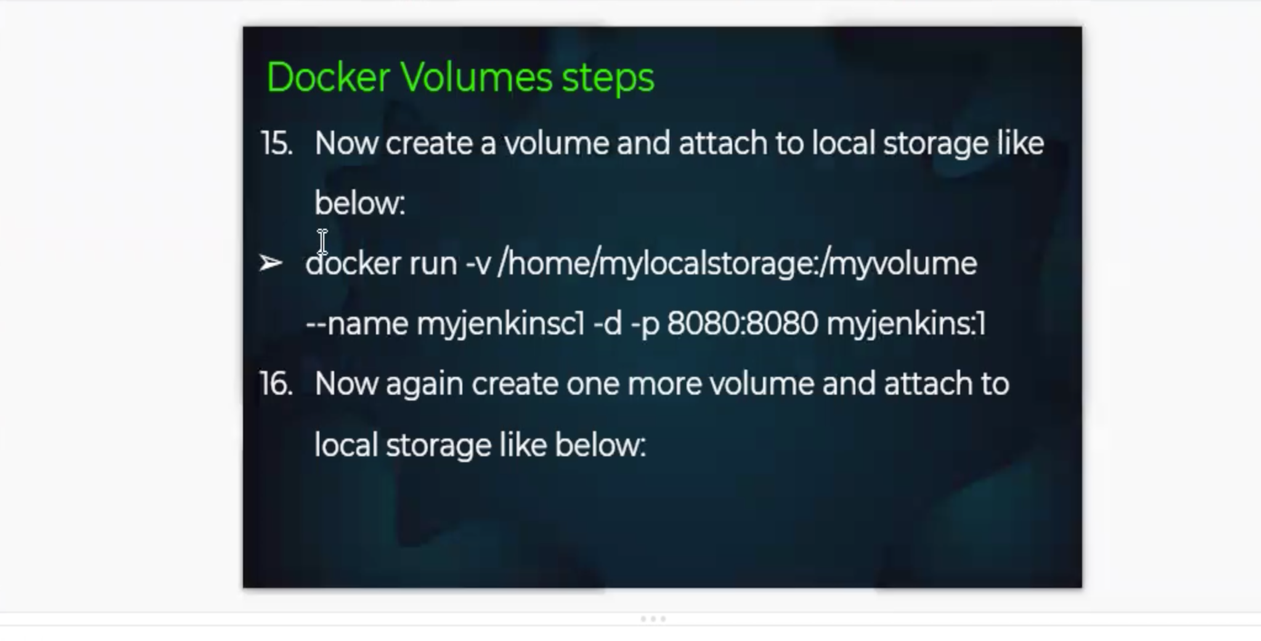 Docker Volumes steps
15. Now create a volume and attach to local storage like
below:
➢ docker run -v /home/mylocalstorage:/myvolume
--name myjenkinsc1 -d -p 8080:8080 myjenkins:1
16. Now again create one more volume and attach to
local storage like below: